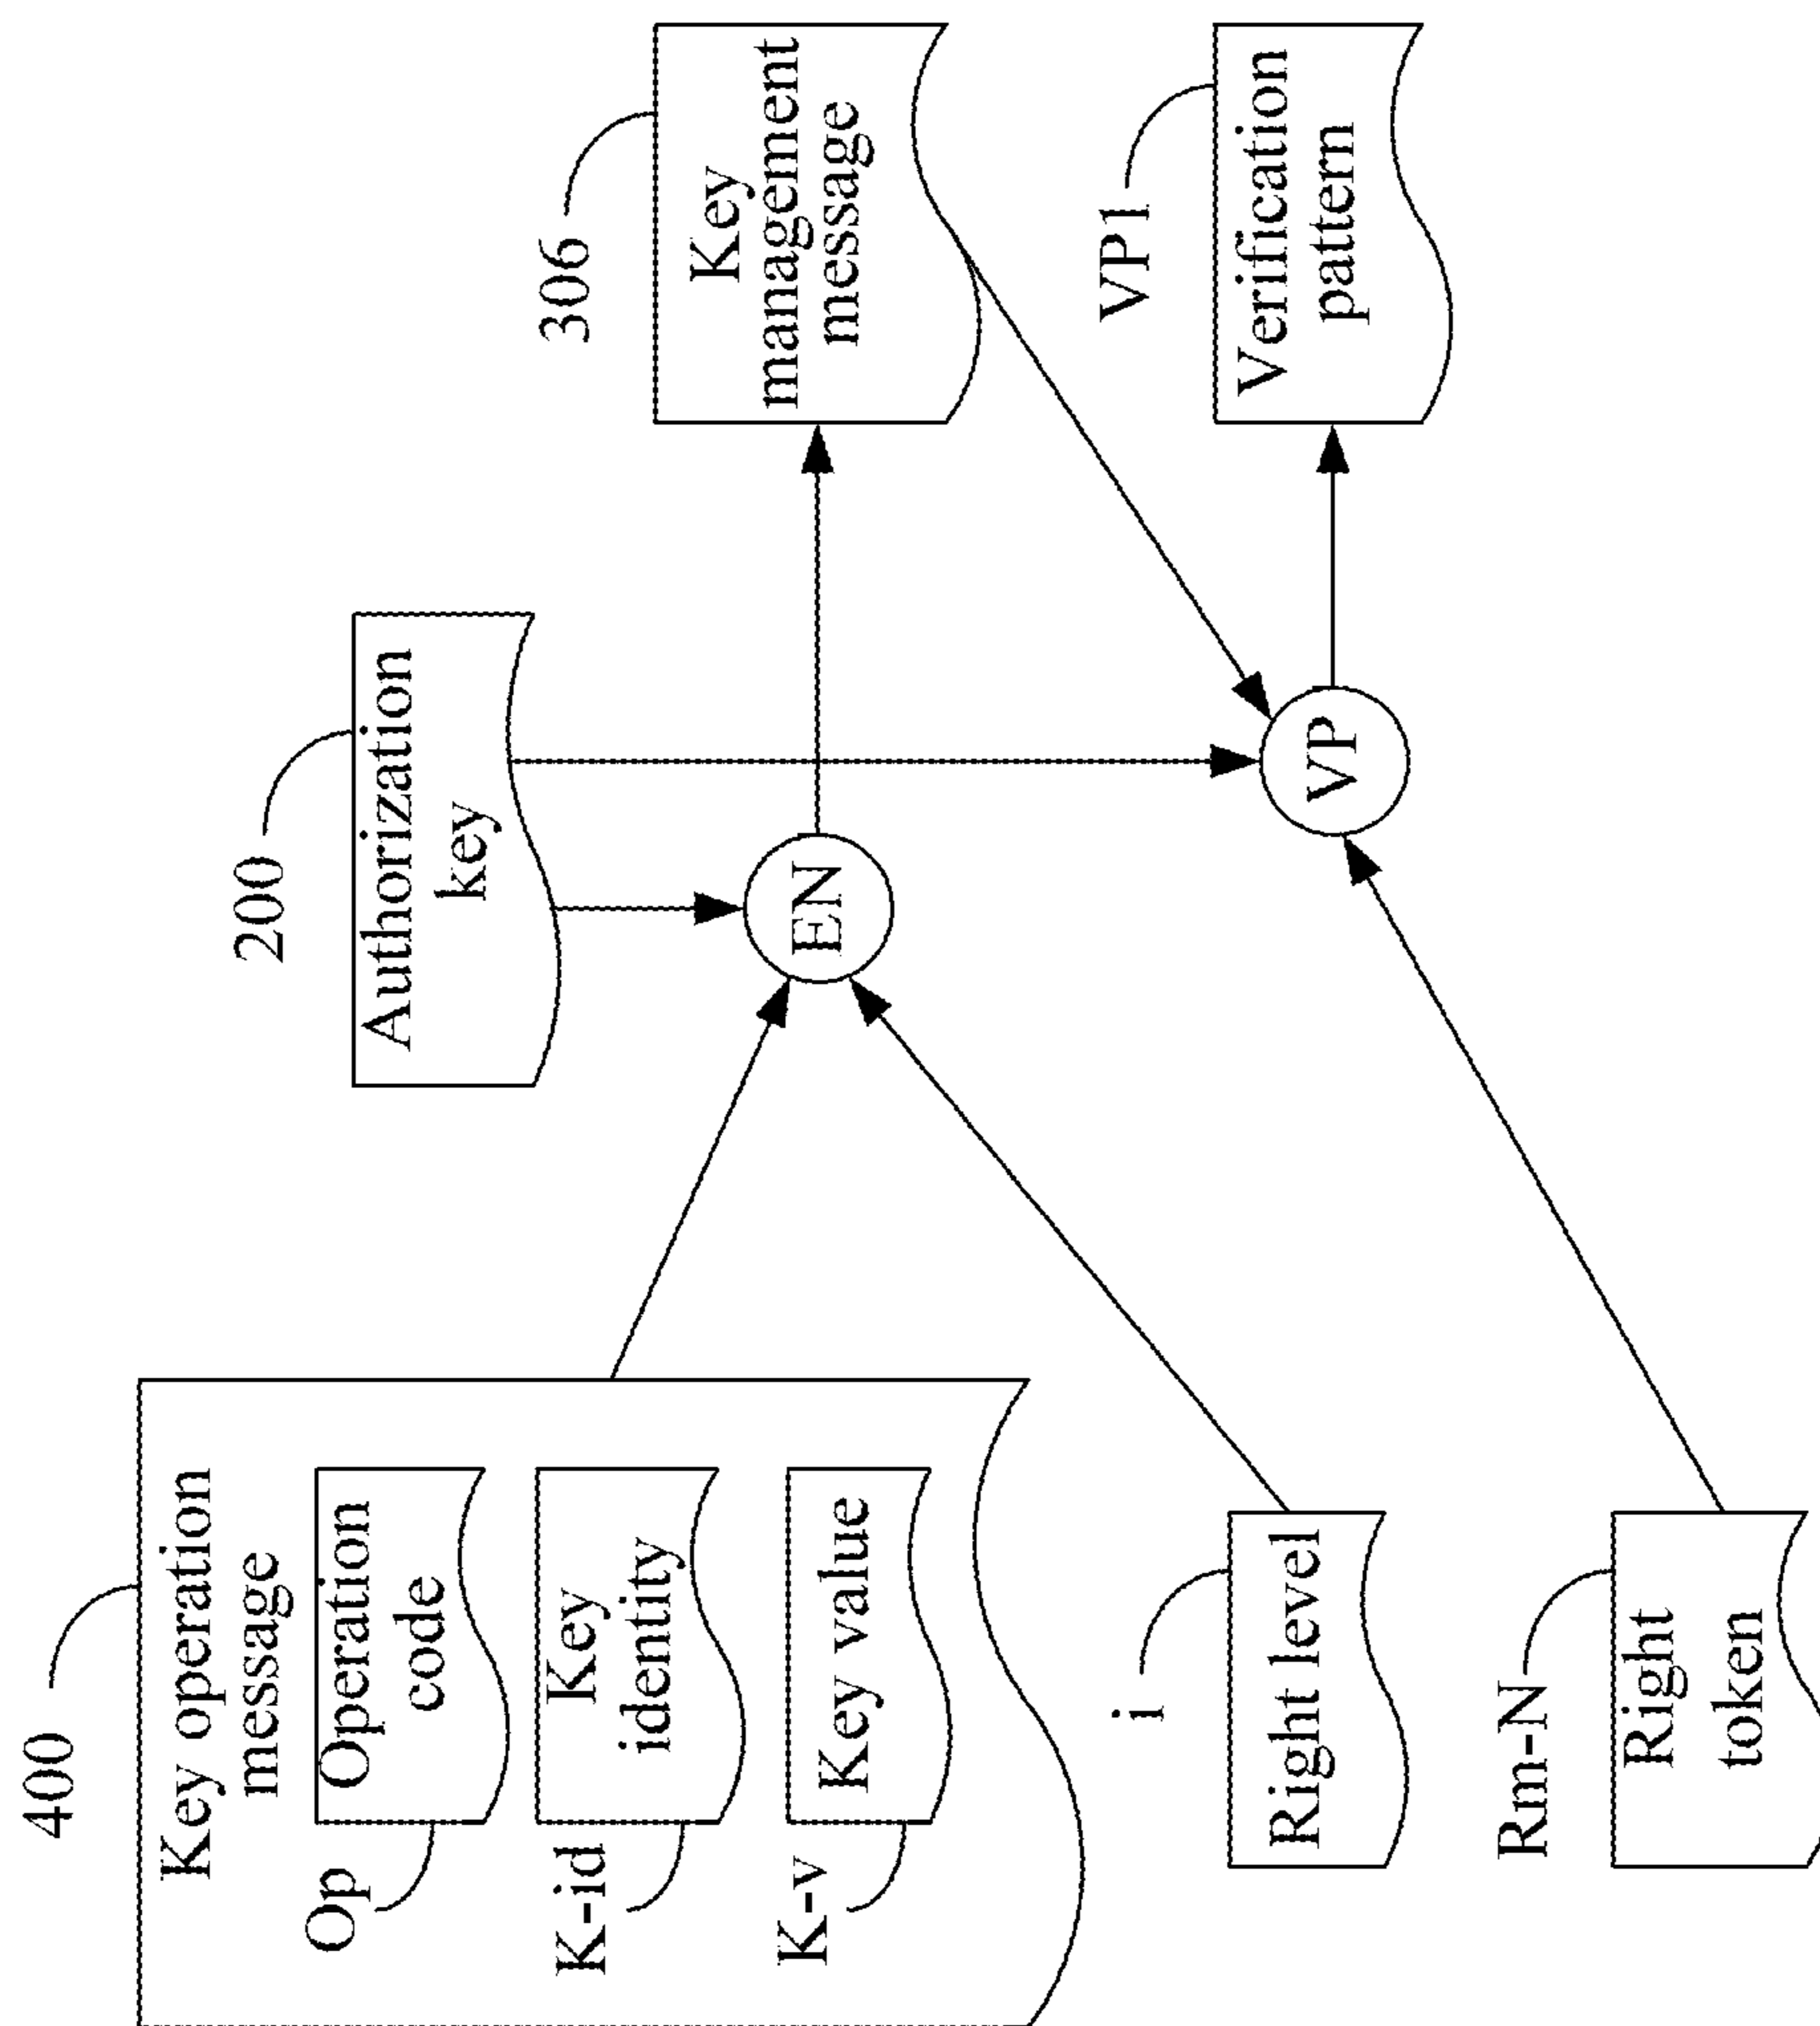 400
Key operation
message
Op
Operation
code
K-id
Key
identity
K-v
Key value
i
Right level
Rm-N
Right
token
200
Authorization
key
EN
VP
306
Key
management
message
VP1
Verification
pattern